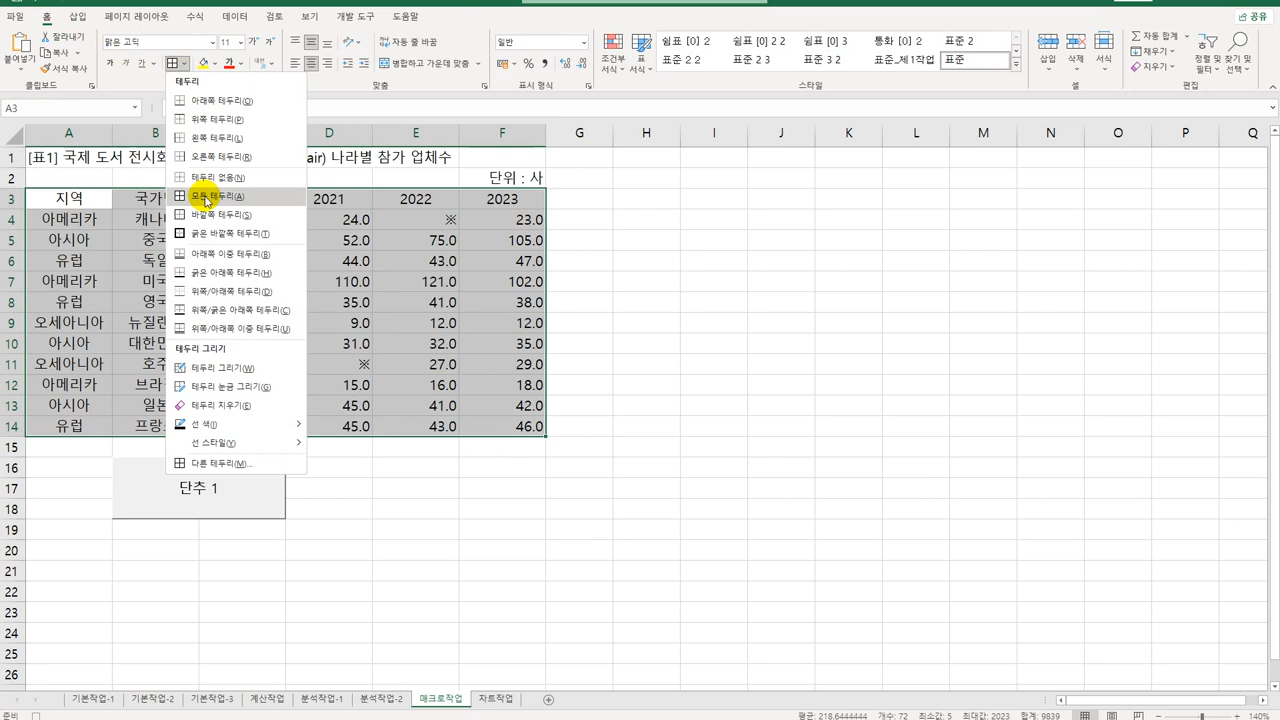 파일 홈 삽입 페이지 레이아웃 수식 데이터 검토 보기 개발 도구 도움말 공유
붙여넣기
잘라내기
복사
서식 복사
맑은 고딕 11
가 가 가
자동 줄 바꿈
병합하고 가운데 맞춤
일반
조건부 서식
표 서식
쉼표 [0] 2 쉼표 [0] 2 2 쉼표 [0] 3 통화 [0] 2 표준 2
표준 2 2 표준 2 3 표준 3 2 표준_제1작업 표준
삽입 삭제 서식
자동 합계
채우기
지우기
클립보드 맞춤 표시 형식 셀 편집
A3
테두리
아래쪽 테두리(O)
위쪽 테두리(P)
왼쪽 테두리(L)
오른쪽 테두리(R)
테두리 없음(N)
모든 테두리(A)
바깥쪽 테두리(S)
굵은 바깥쪽 테두리(T)
아래쪽 이중 테두리(B)
굵은 아래쪽 테두리(H)
위쪽/아래쪽 테두리(D)
위쪽/굵은 아래쪽 테두리(C)
위쪽/아래쪽 이중 테두리(U)
테두리 그리기
테두리 그리기(W)
테두리 눈금 그리기(G)
테두리 지우기(E)
선 색(I)
선 스타일(Y)
다른 테두리(M)...
A B D E F G H I J K L M N O P Q
1 [표1] 국제 도서 전시회 air) 나라별 참가 업체수
2 단위 : 사
3 지역 국가 2021 2022 2023
4 아메리카 캐나 24.0 ※ 23.0
5 아시아 중국 52.0 75.0 105.0
6 유럽 독일 44.0 43.0 47.0
7 아메리카 미국 110.0 121.0 102.0
8 유럽 영국 35.0 41.0 38.0
9 오세아니아 뉴질랜 9.0 12.0 12.0
10 아시아 대한민 31.0 32.0 35.0
11 오세아니아 호주 ※ 27.0 29.0
12 아메리카 브라 15.0 16.0 18.0
13 아시아 일본 45.0 41.0 42.0
14 유럽 프랑 45.0 43.0 46.0
15
16
17 단추 1
18
19
20
21
22
23
24
25
26
기본작업-1 기본작업-2 기본작업-3 계산작업 분석작업-1 분석작업-2 매크로작업 차트작업
준비 평균: 218.6444444 개수: 72 최소값: 5 최대값: 2023 합계: 9839 140%